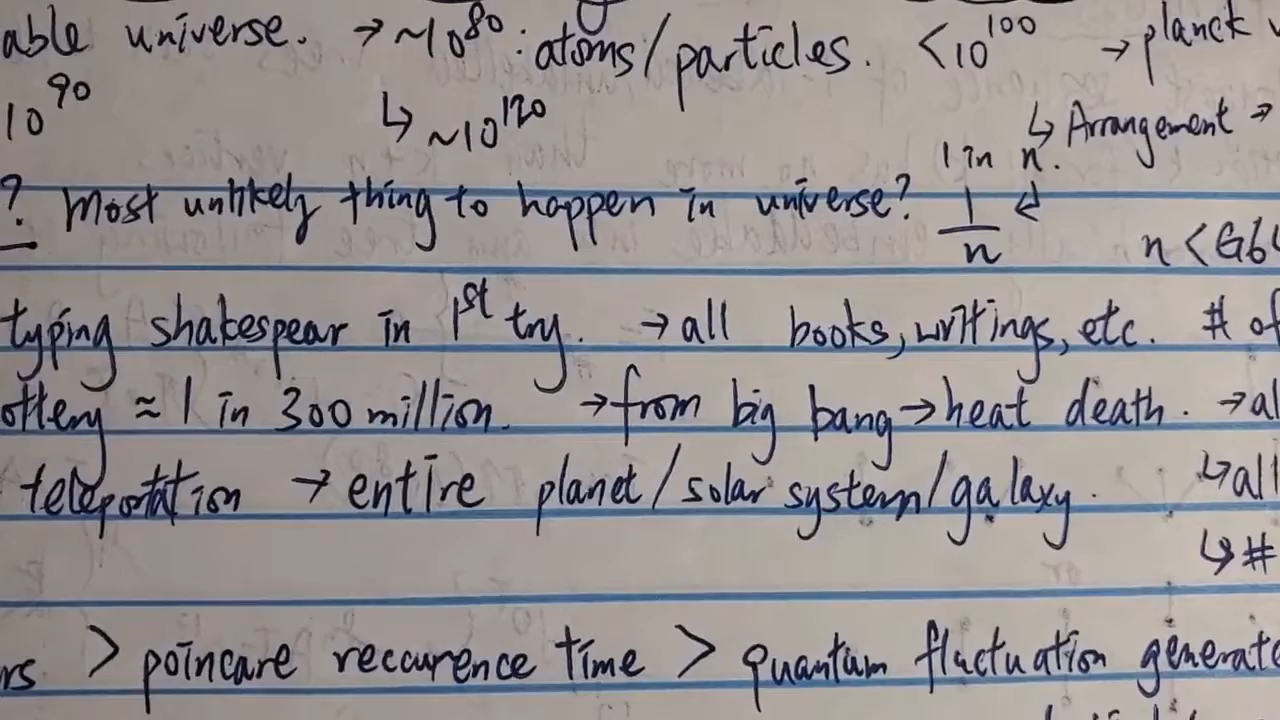 able universe. → ~10^80 : atoms/particles. < 10^100 → planck
10^90 ↳ ~10^120 ↳ Arrangement →
1 in n.
? Most unlikely thing to happen in universe? 1/n n < G6
typing shakespear in 1st try. → all books, writings, etc. # of
ottery ≈ 1 in 300 million. → from big bang → heat death. → al
teleportation → entire planet/solar system/galaxy. ↳ all
↳ #
rs > poincare reccurence time > quantum fluctuation generate